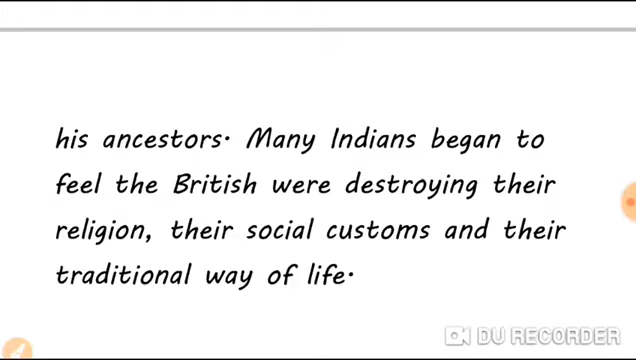 his ancestors. Many Indians began to
feel the British were destroying their
religion, their social customs and their
traditional way of life.
DU RECORDER